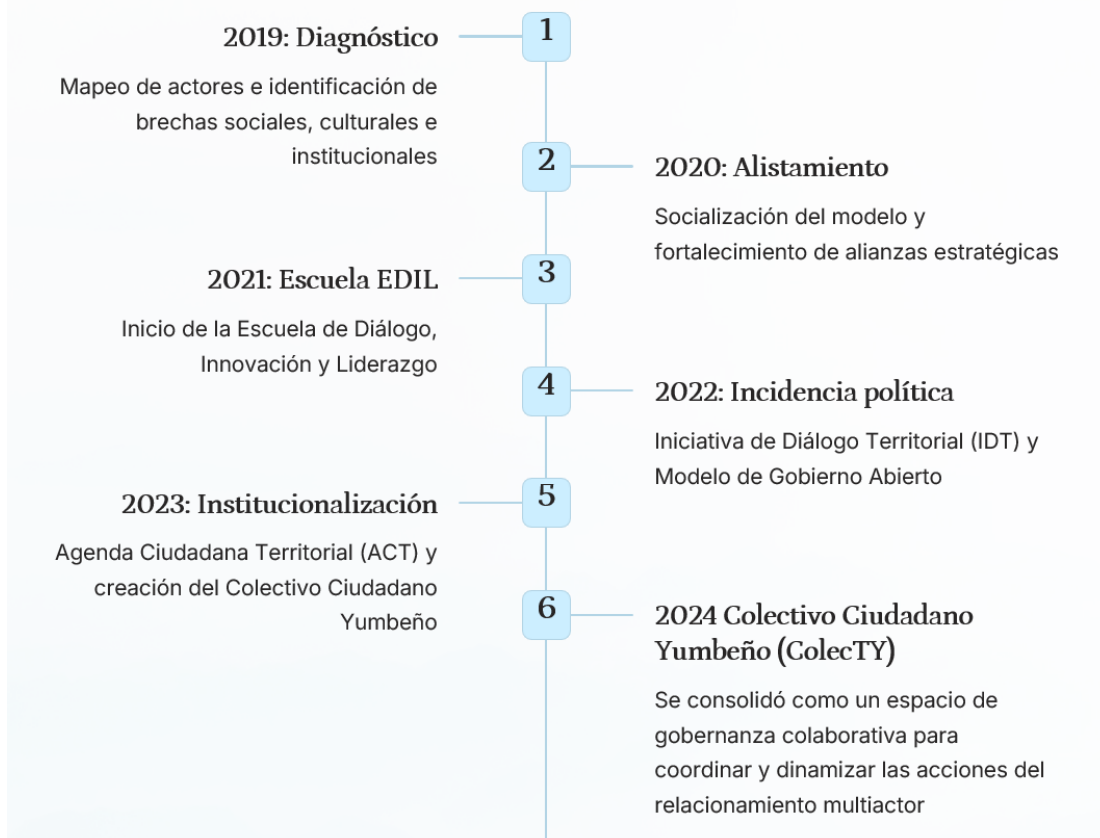 1
2019: Diagnóstico
Mapeo de actores e identificación de
brechas sociales, culturales e
institucionales
2
2020: Alistamiento
Socialización del modelo y
fortalecimiento de alianzas estratégicas
3
2021: Escuela EDIL
Inicio de la Escuela de Diálogo,
Innovación y Liderazgo
4
2022: Incidencia política
Iniciativa de Diálogo Territorial (IDT) y
Modelo de Gobierno Abierto
5
2023: Institucionalización
Agenda Ciudadana Territorial (ACT) y
creación del Colectivo Ciudadano
Yumbeño
6
2024 Colectivo Ciudadano
Yumbeño (ColecTY)
Se consolidó como un espacio de
gobernanza colaborativa para
coordinar y dinamizar las acciones del
relacionamiento multiactor